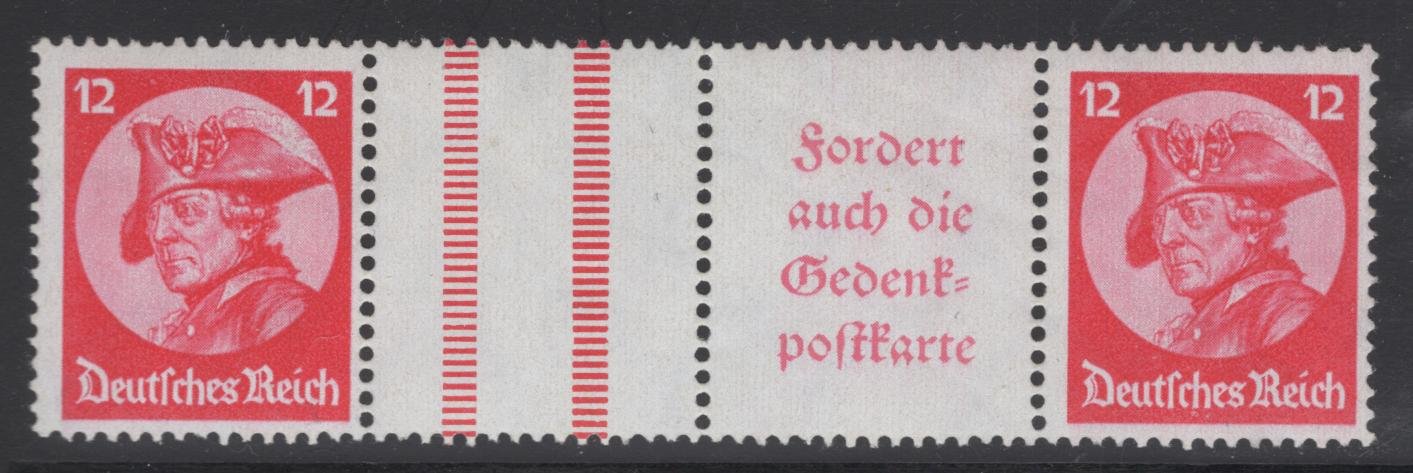 12 12
Deutſches Reich
Fordert
auch die
Gedenk-
poſtkarte
12 12
Deutſches Reich